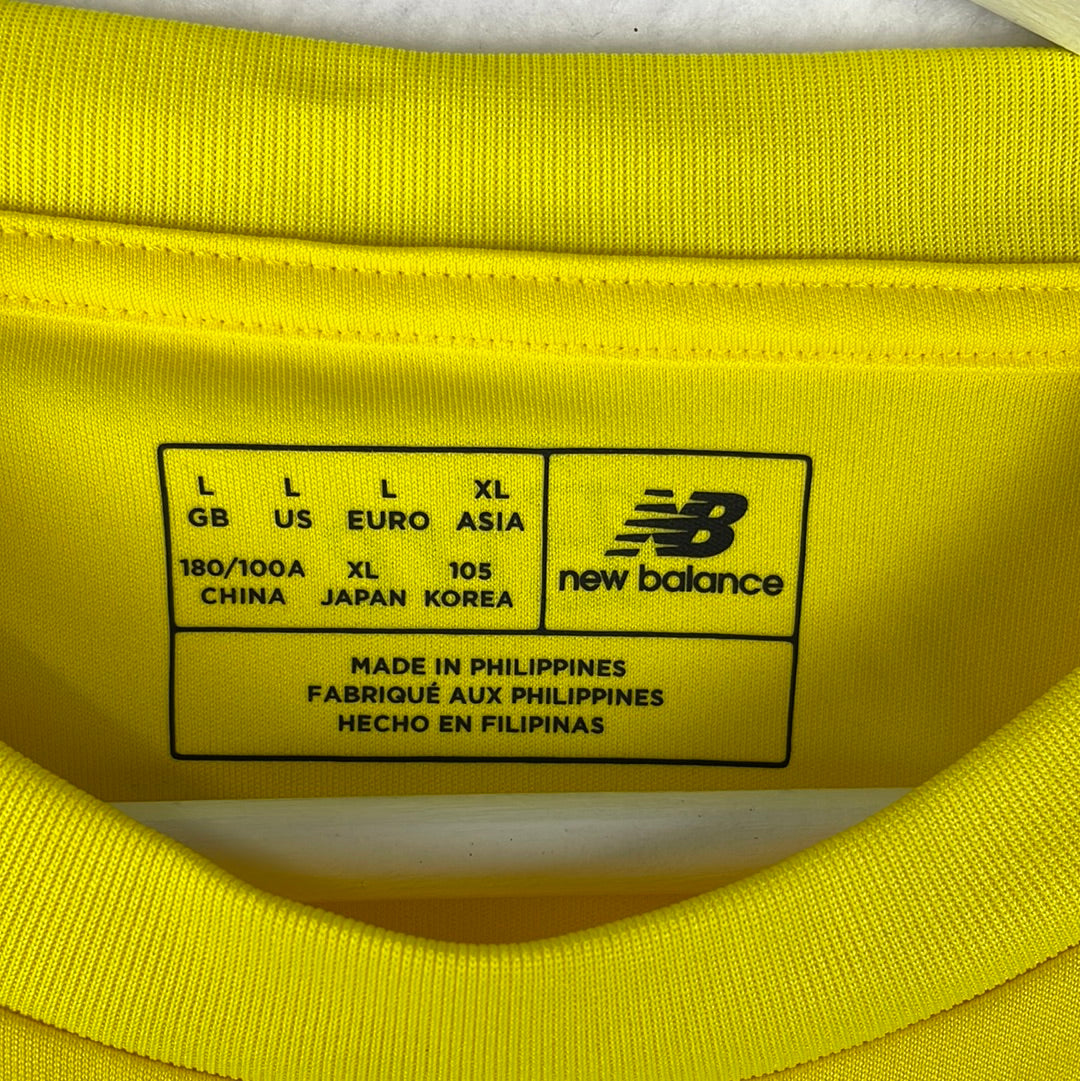 L L L XL
GB US EURO ASIA
180/100A XL 105
CHINA JAPAN KOREA
NB
new balance
MADE IN PHILIPPINES
FABRIQUÉ AUX PHILIPPINES
HECHO EN FILIPINAS